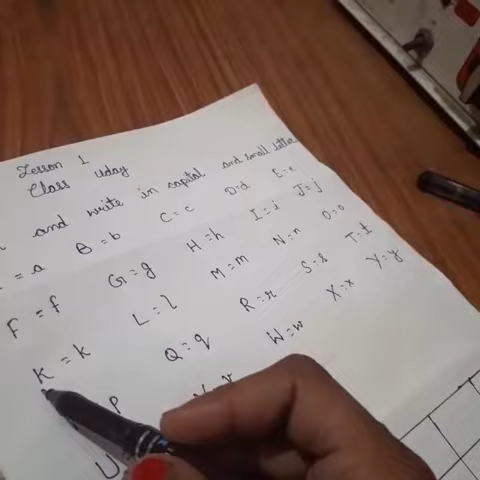 Lesson 1
Class uday
and write in capital and small letter
= a B = b C = c D = d E = e
F = f G = g H = h I = i J = j
K = k L = l M = m N = n O = o
P Q = q R = r S = s T = t
U V = v W = w X = x Y = y